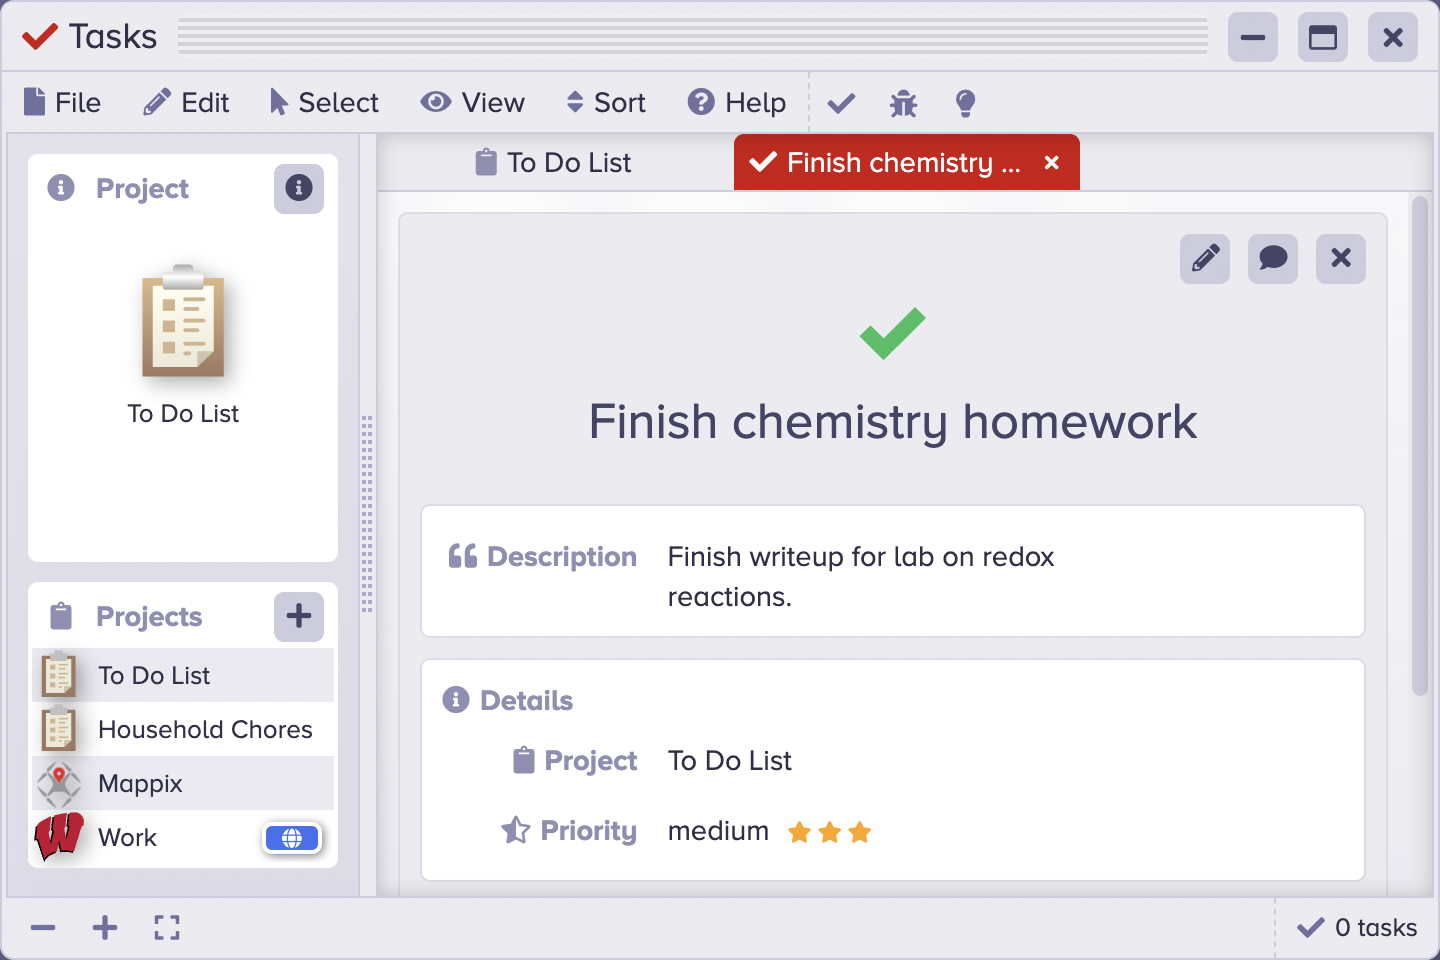 Tasks
File Edit Select View Sort Help
Project
To Do List
Projects
To Do List
Household Chores
Mappix
Work
To Do List
Finish chemistry ...
Finish chemistry homework
Description Finish writeup for lab on redox
reactions.
Details
Project To Do List
Priority medium
0 tasks